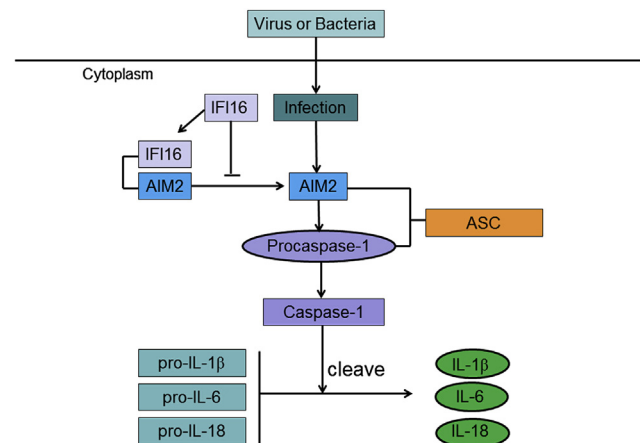 Virus or Bacteria
Cytoplasm
IFI16
Infection
IFI16
AIM2
AIM2
ASC
Procaspase-1
Caspase-1
cleave
pro-IL-1β
IL-1β
pro-IL-6
IL-6
pro-IL-18
IL-18